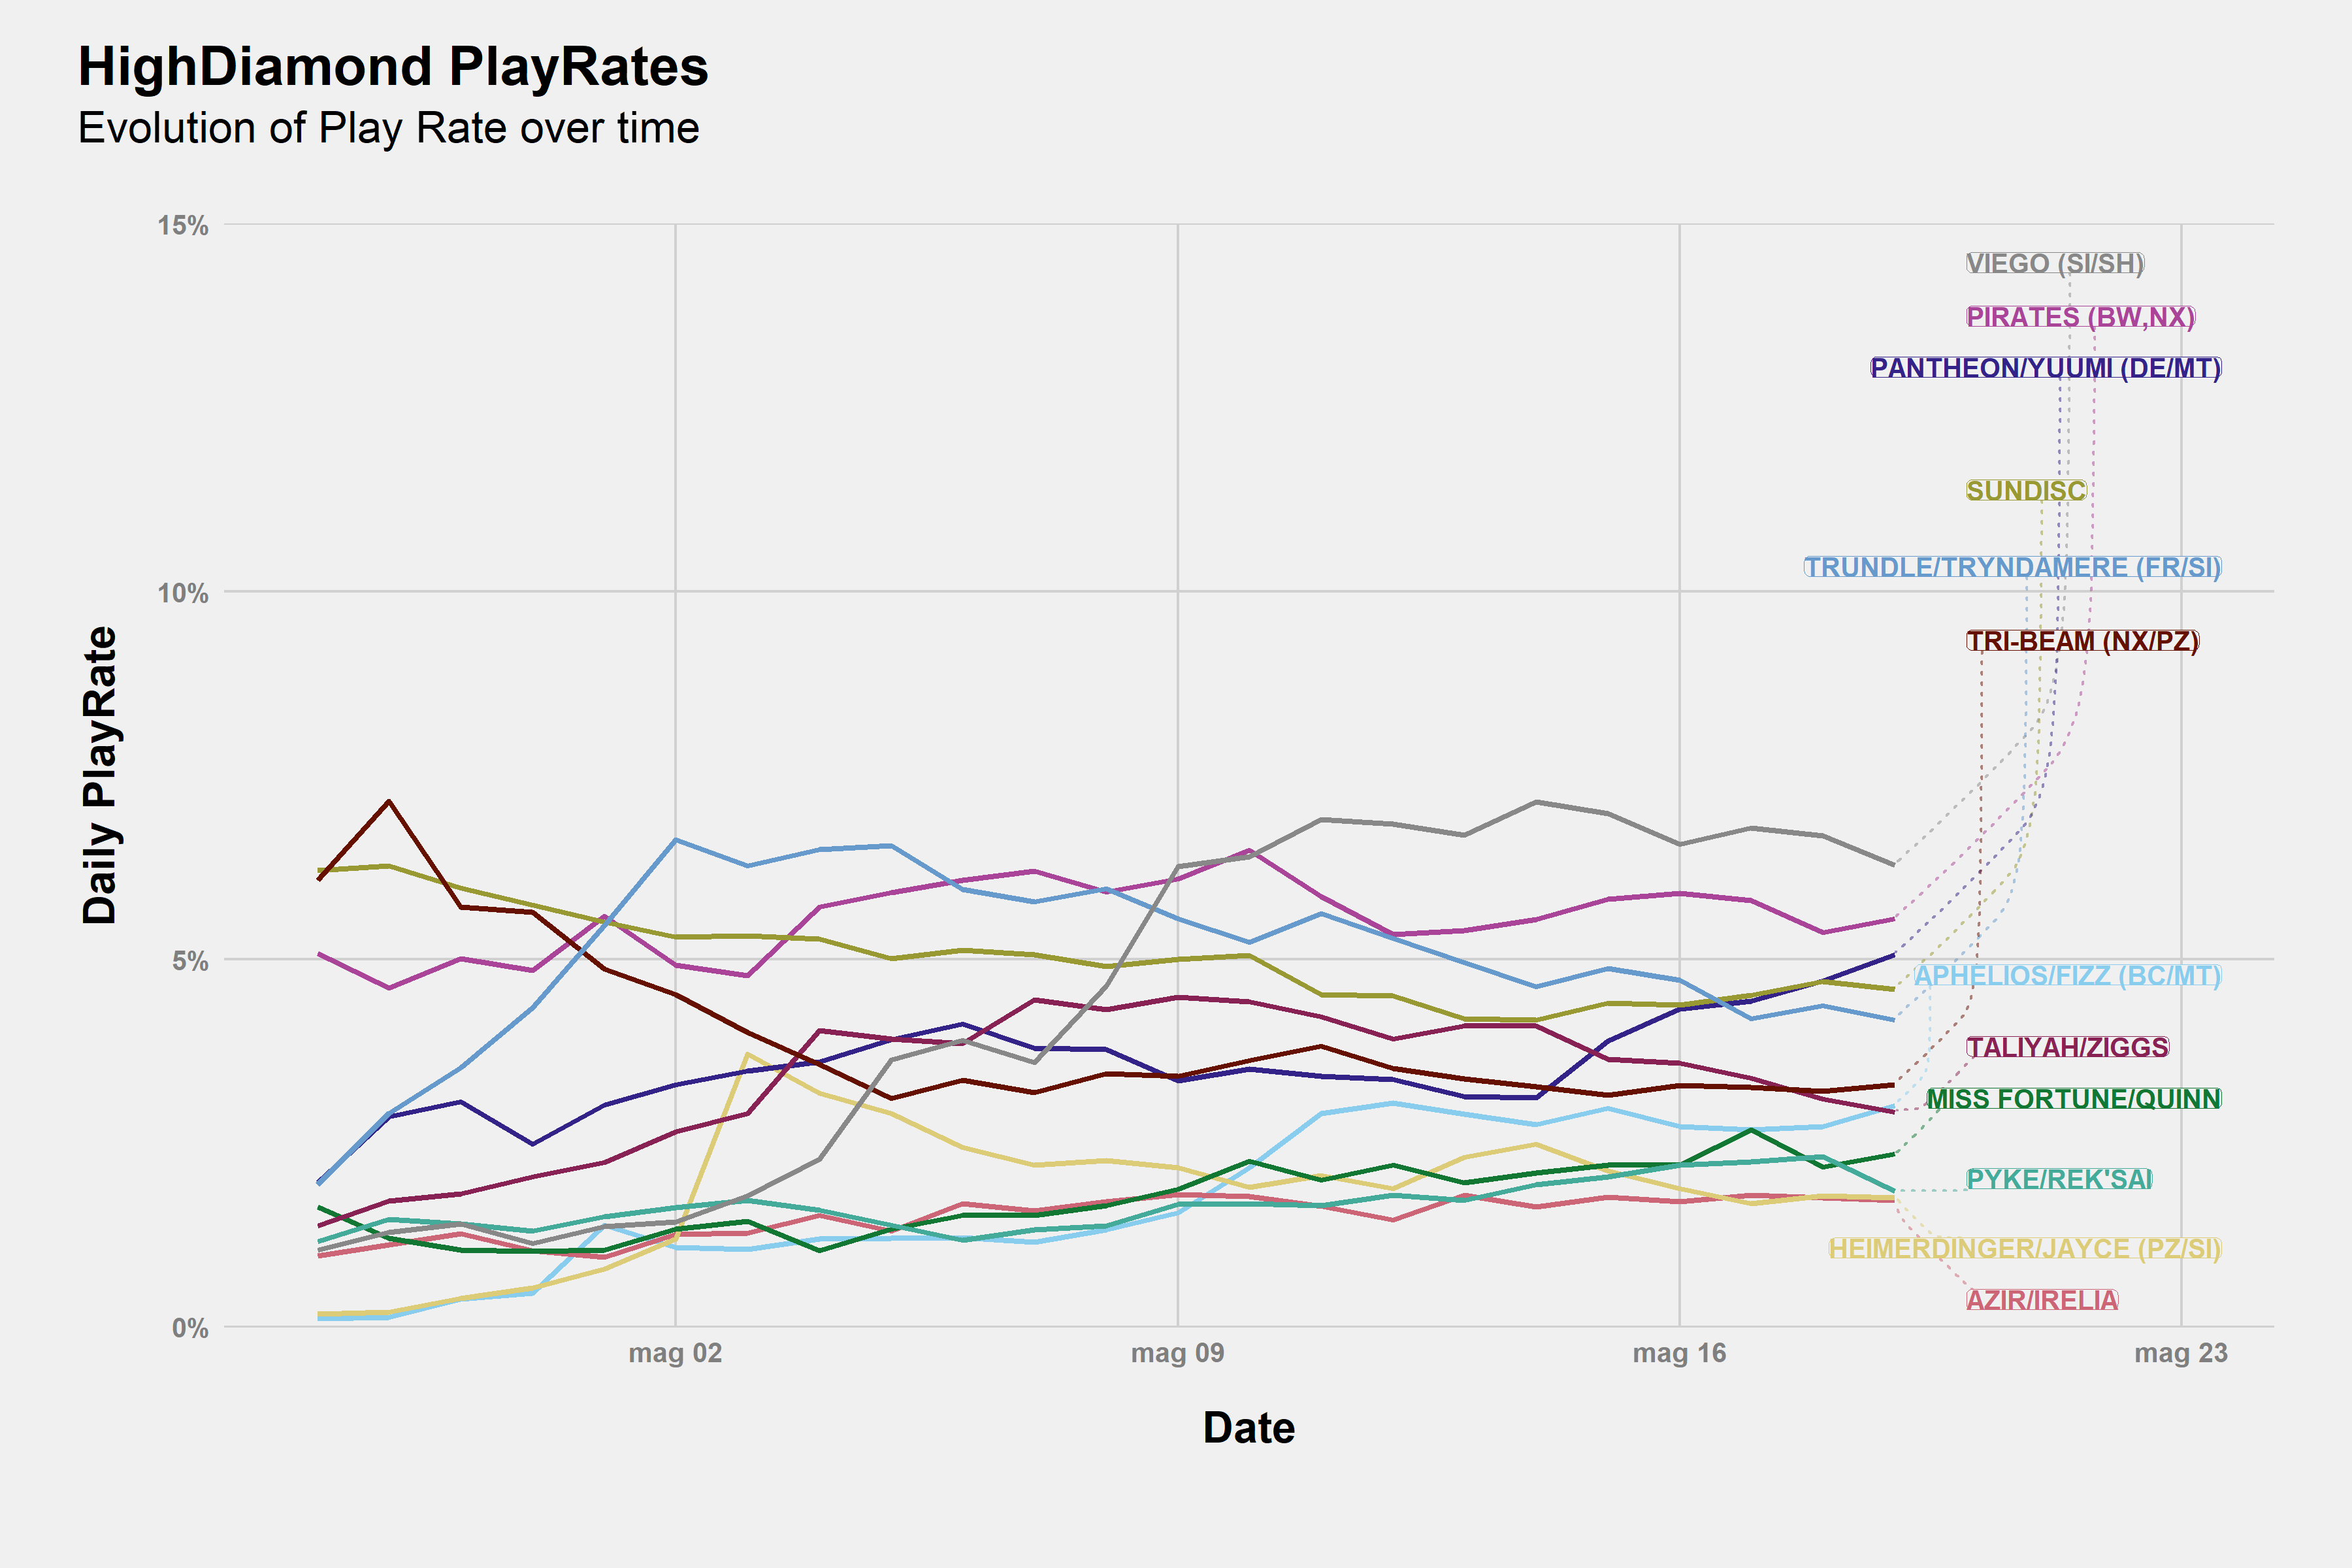 HighDiamond PlayRates
Evolution of Play Rate over time
15%
10%
5%
0%
Daily PlayRate
VIEGO (SI/SH)
PIRATES (BW,NX)
PANTHEON/YUUMI (DE/MT)
SUNDISC
TRUNDLE/TRYNDAMERE (FR/SI)
TRI-BEAM (NX/PZ)
APHELIOS/FIZZ (BC/MT)
TALIYAH/ZIGGS
MISS FORTUNE/QUINN
PYKE/REK'SAI
HEIMERDINGER/JAYCE (PZ/SI)
AZIR/IRELIA
mag 02
mag 09
mag 16
mag 23
Date